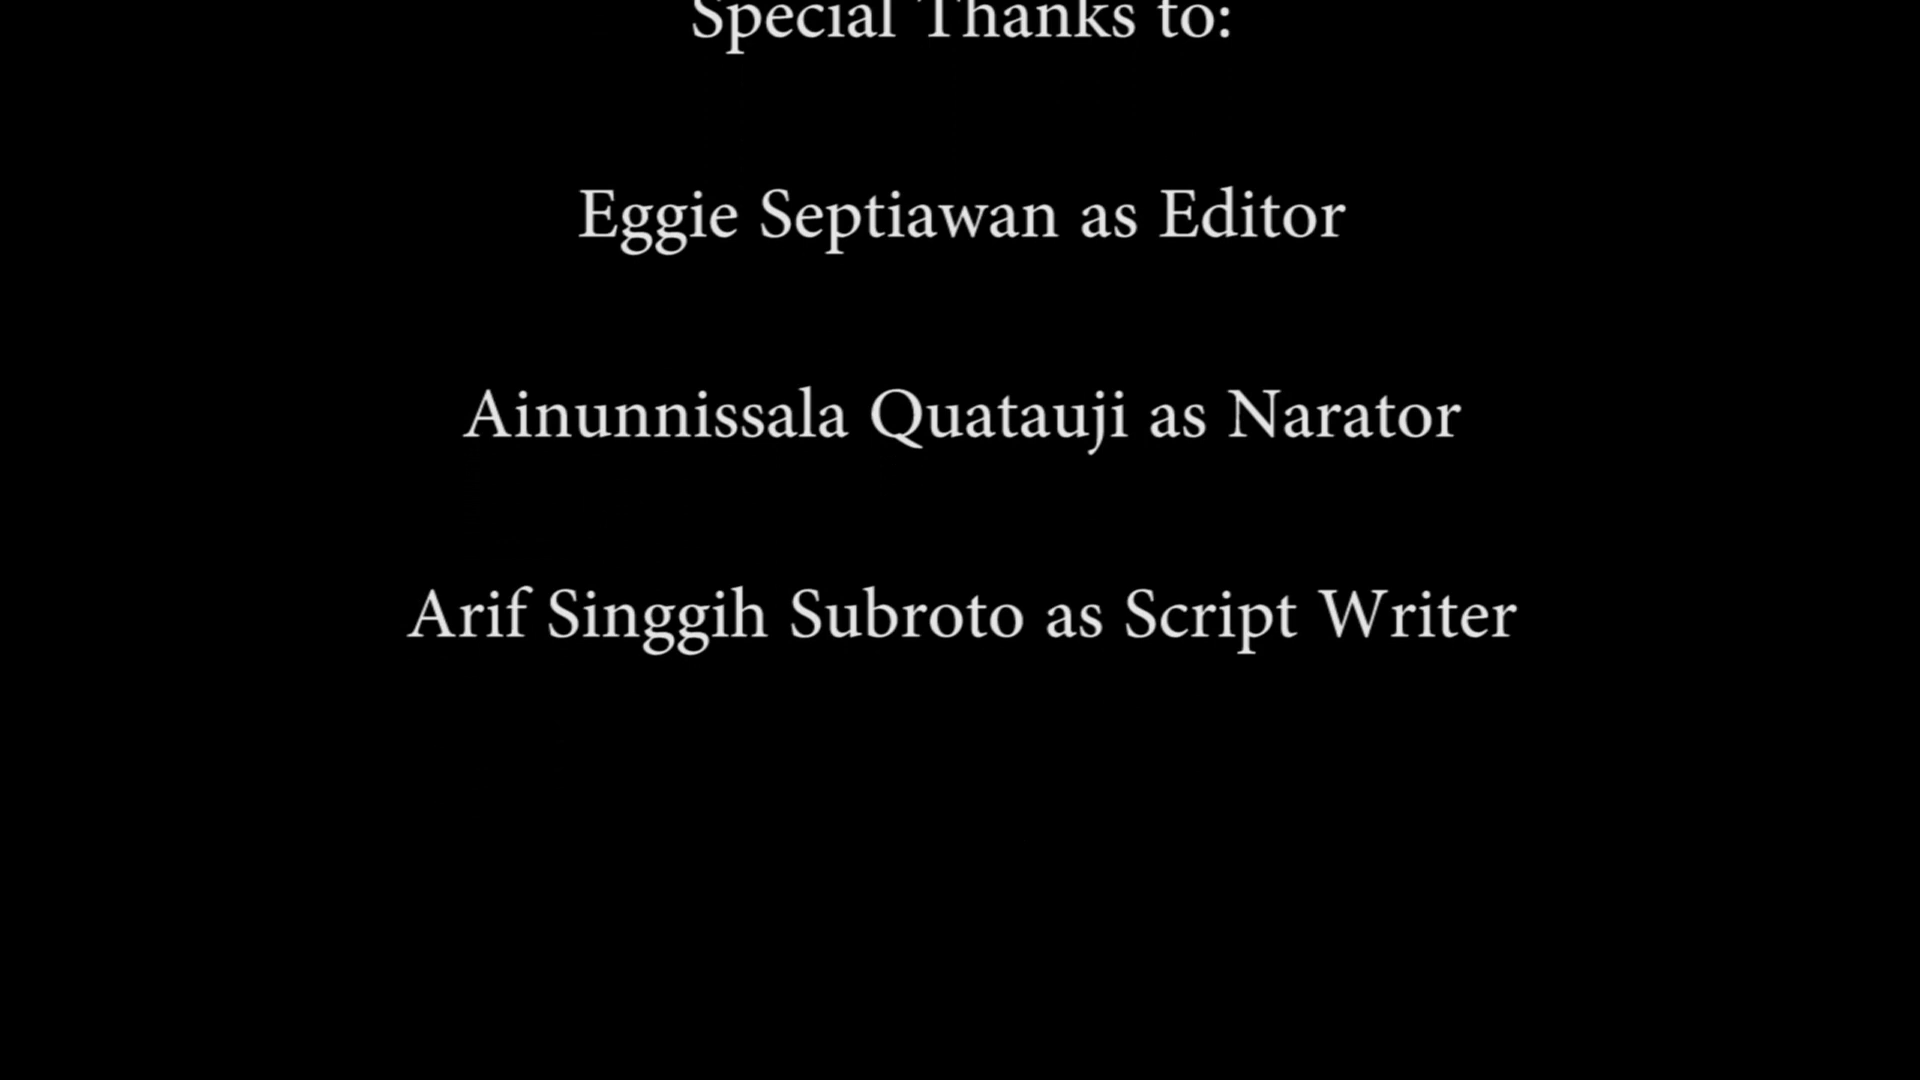 Special Thanks to:
Eggie Septiawan as Editor
Ainunnissala Quatauji as Narator
Arif Singgih Subroto as Script Writer